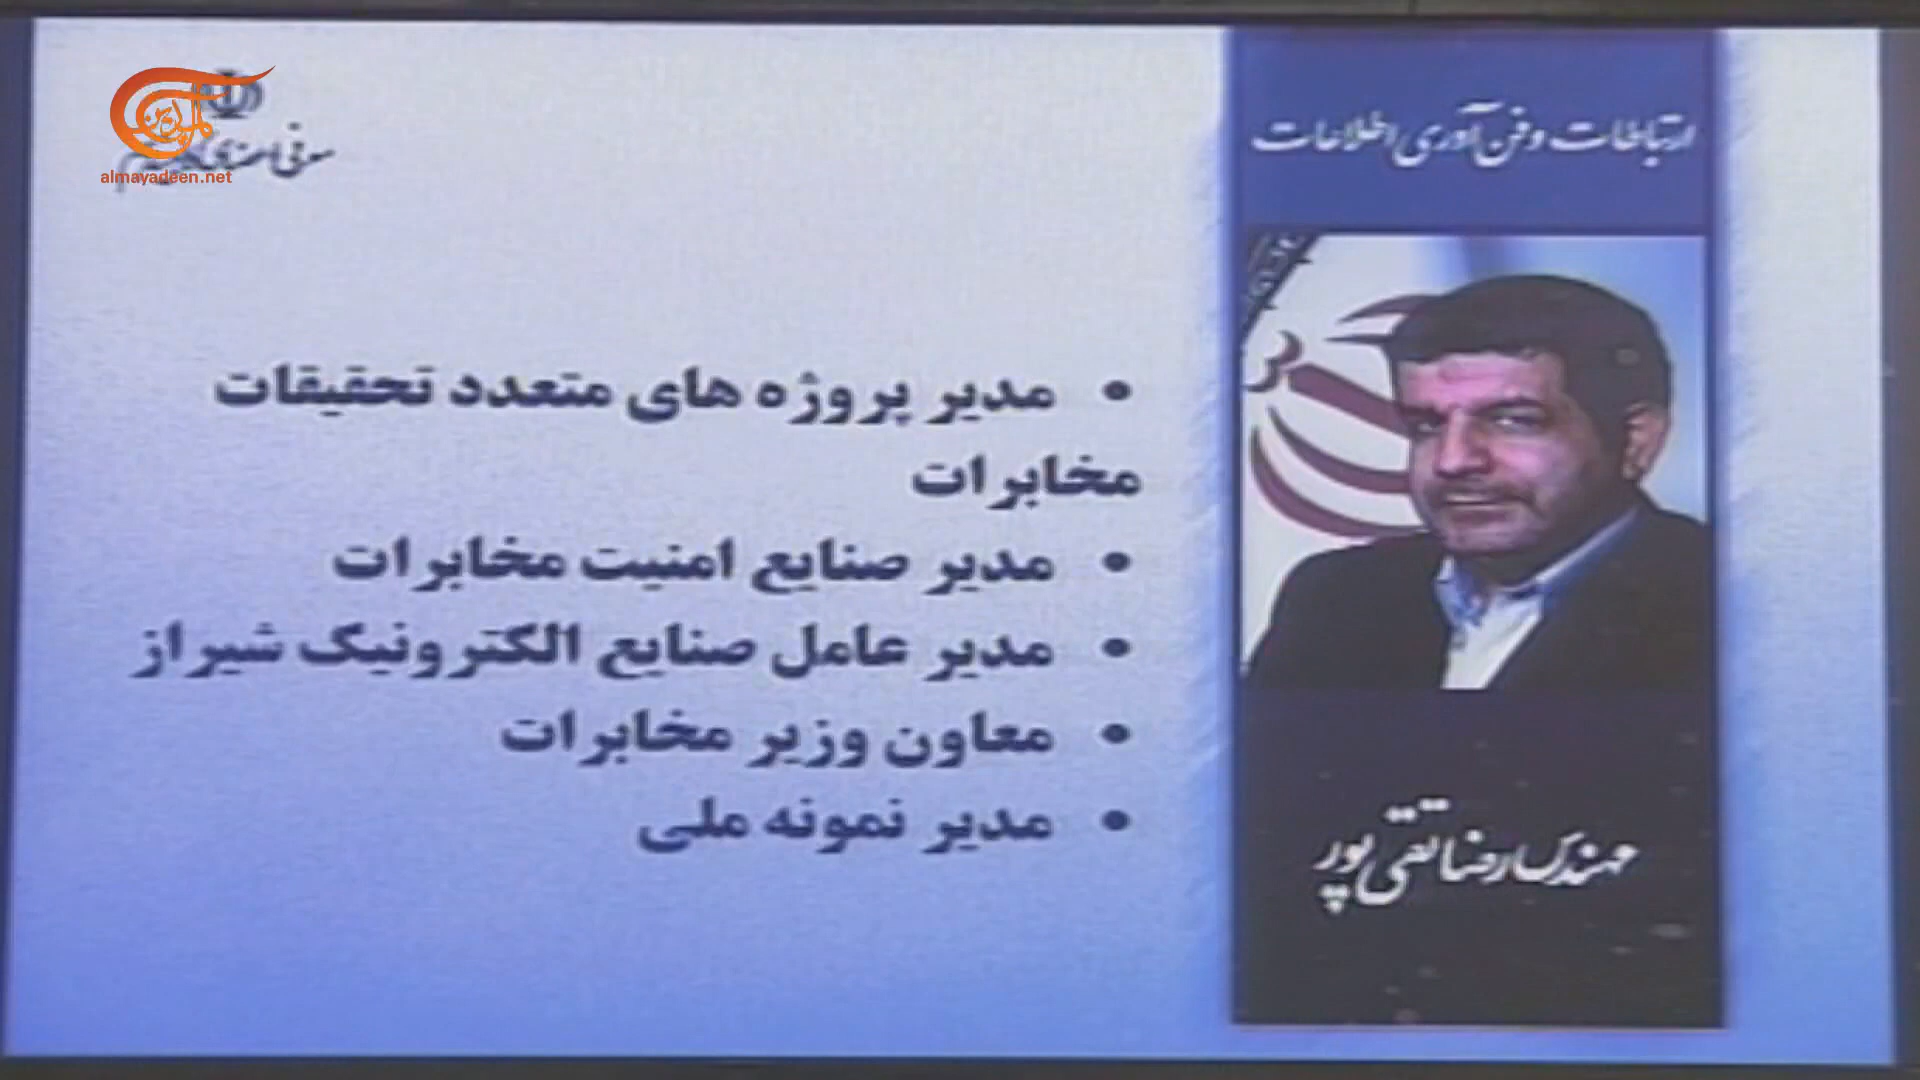 ارتباطات و فن آوری اطلاعات
مهندس رضا تقی پور
• مدیر پروژه های متعدد تحقیقات
مخابرات
• مدیر صنایع امنیت مخابرات
• مدیر عامل صنایع الکترونیک شیراز
• معاون وزیر مخابرات
• مدیر نمونه ملی
الميادين
almayadeen.net